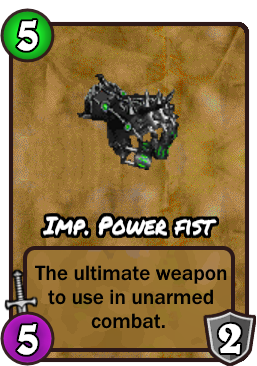 5
Imp. Power fist
The ultimate weapon
to use in unarmed
combat.
5
2